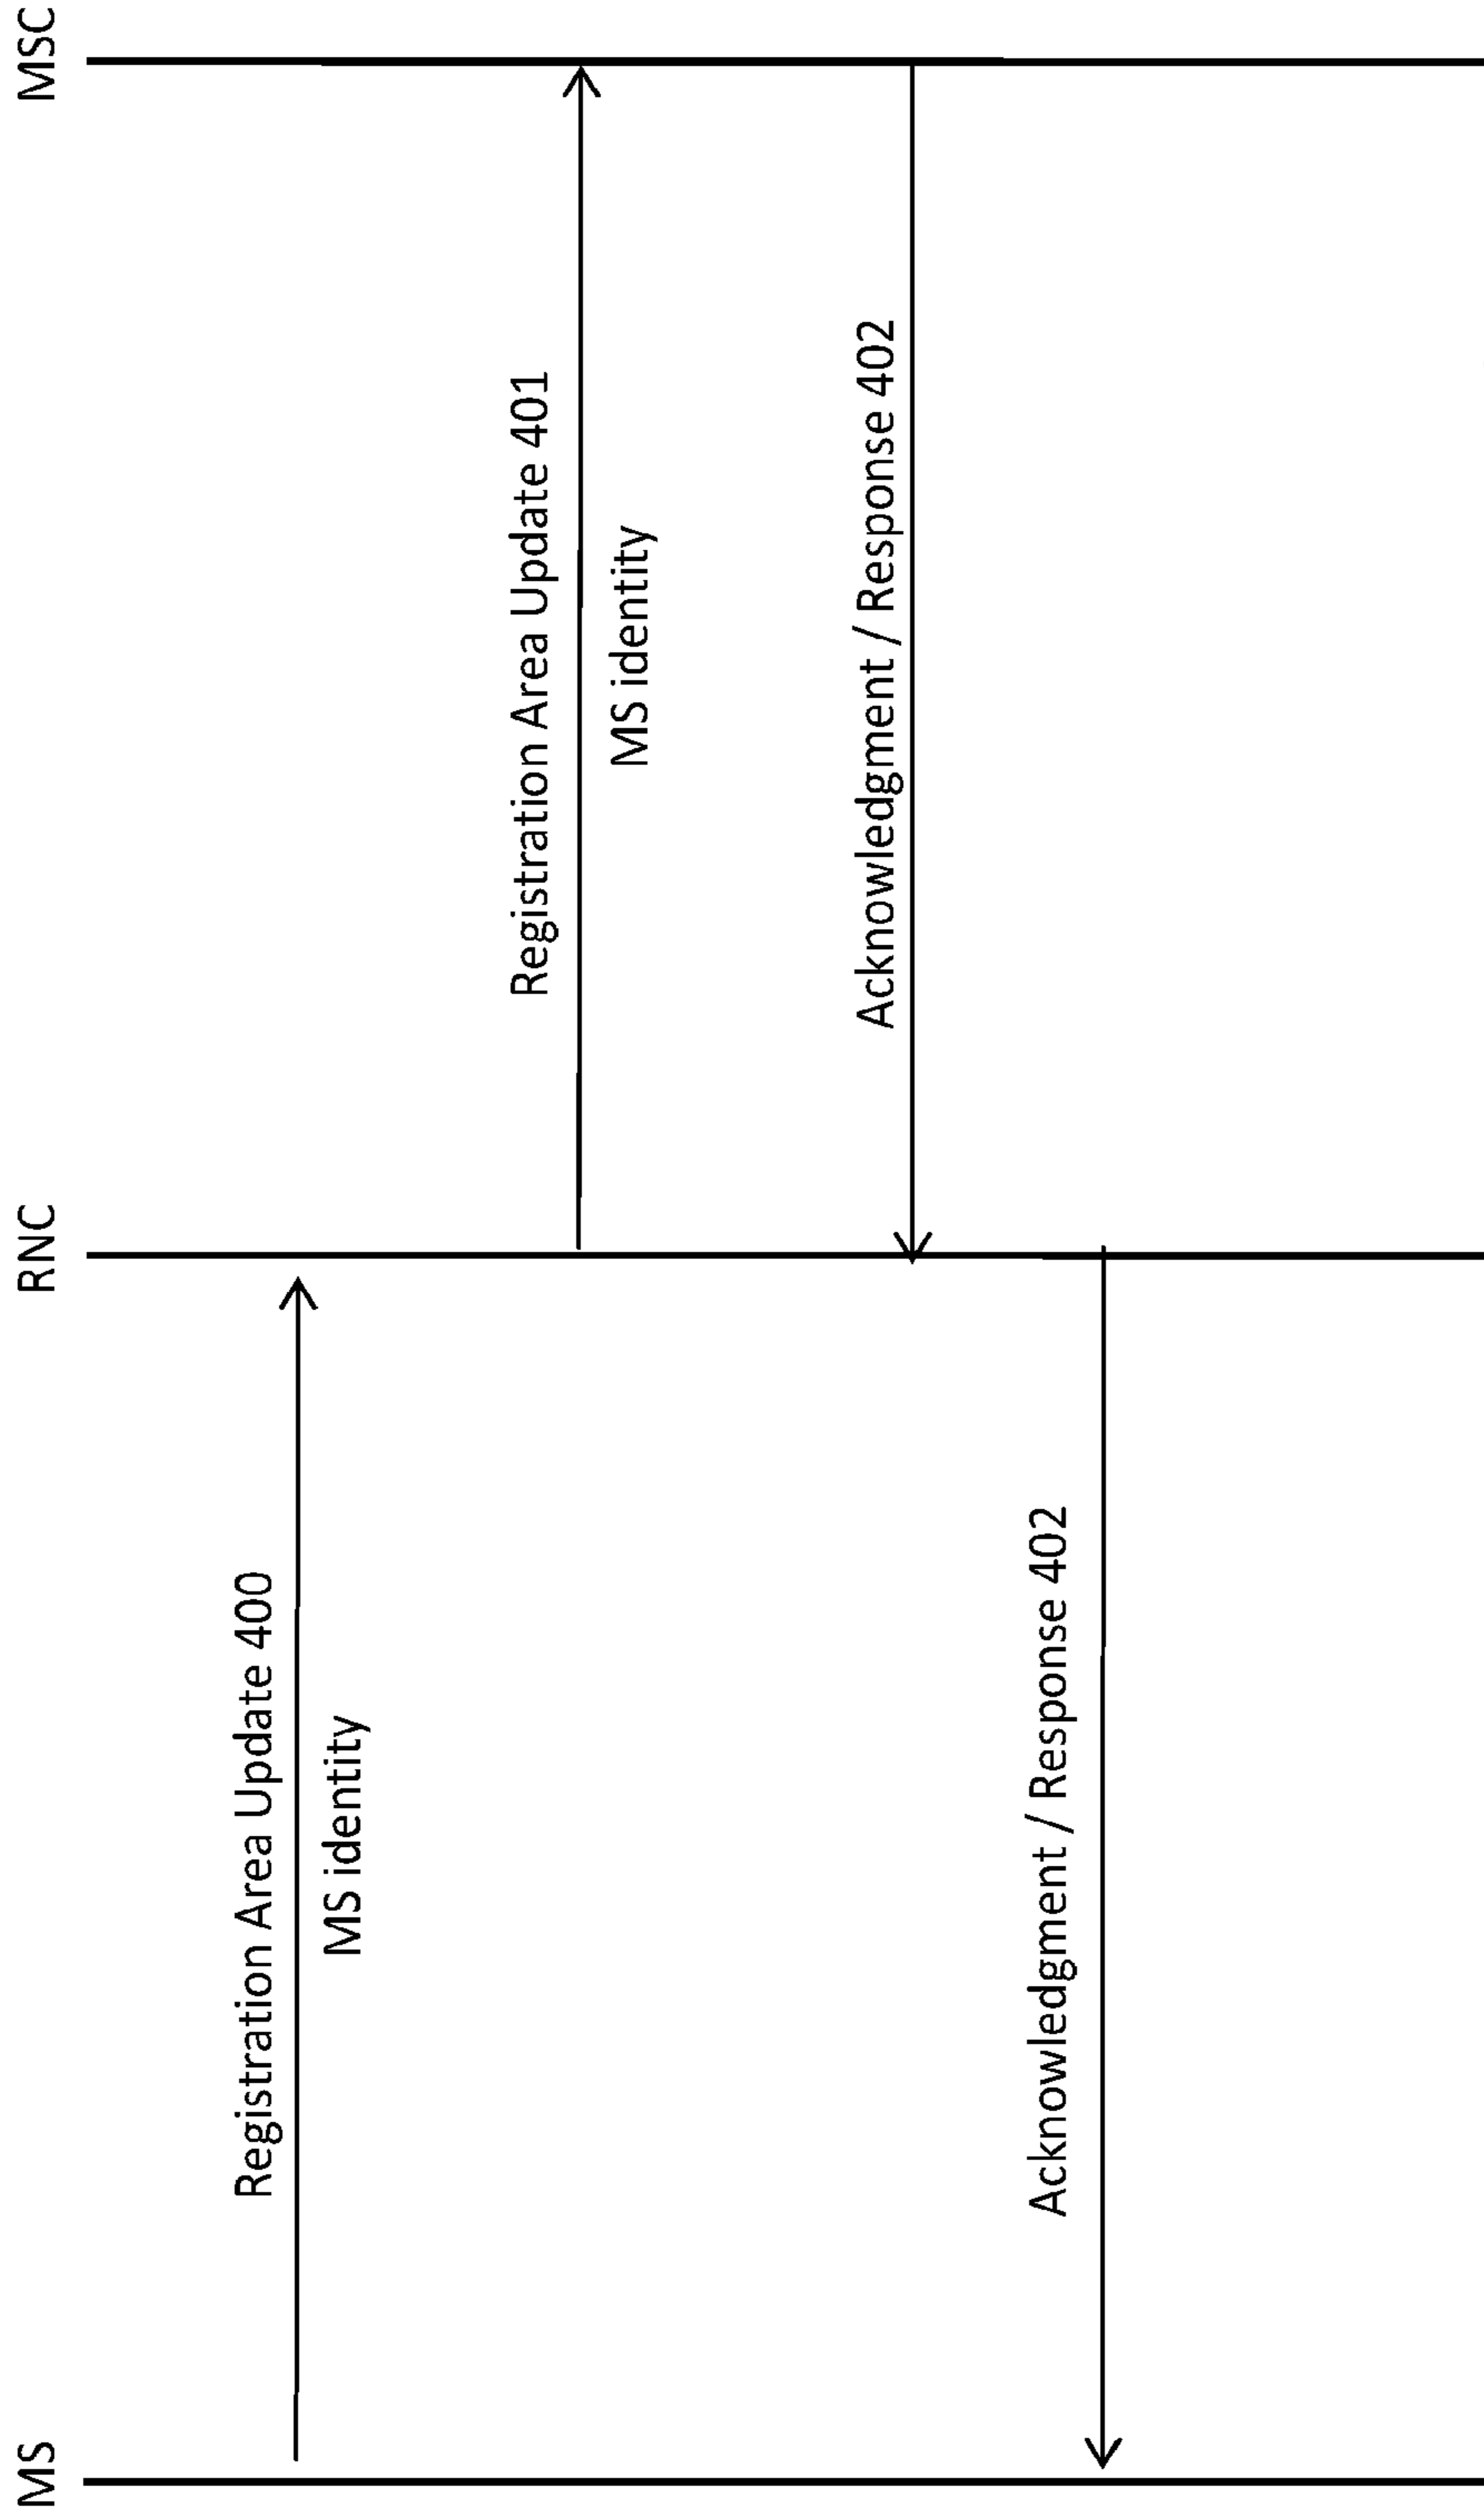 MS
RNC
MSC
Registration Area Update 400
MS identity
Registration Area Update 401
MS identity
Acknowledgment / Response 402
Acknowledgment / Response 402